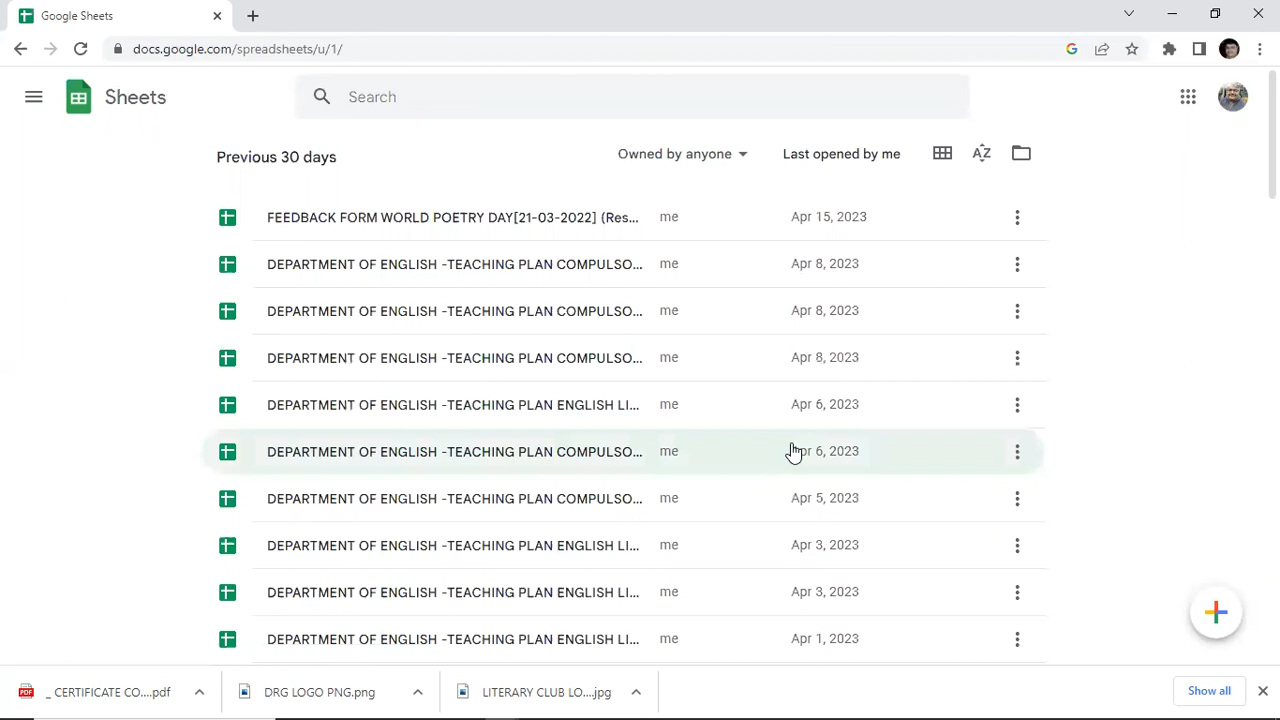 Google Sheets
docs.google.com/spreadsheets/u/1/
Sheets
Search
Previous 30 days
Owned by anyone
Last opened by me
FEEDBACK FORM WORLD POETRY DAY[21-03-2022] (Res... me Apr 15, 2023
DEPARTMENT OF ENGLISH -TEACHING PLAN COMPULSO... me Apr 8, 2023
DEPARTMENT OF ENGLISH -TEACHING PLAN COMPULSO... me Apr 8, 2023
DEPARTMENT OF ENGLISH -TEACHING PLAN COMPULSO... me Apr 8, 2023
DEPARTMENT OF ENGLISH -TEACHING PLAN ENGLISH LI... me Apr 6, 2023
DEPARTMENT OF ENGLISH -TEACHING PLAN COMPULSO... me Apr 6, 2023
DEPARTMENT OF ENGLISH -TEACHING PLAN COMPULSO... me Apr 5, 2023
DEPARTMENT OF ENGLISH -TEACHING PLAN ENGLISH LI... me Apr 3, 2023
DEPARTMENT OF ENGLISH -TEACHING PLAN ENGLISH LI... me Apr 3, 2023
DEPARTMENT OF ENGLISH -TEACHING PLAN ENGLISH LI... me Apr 1, 2023
PDF
_ CERTIFICATE CO....pdf
DRG LOGO PNG.png
LITERARY CLUB LO....jpg
Show all